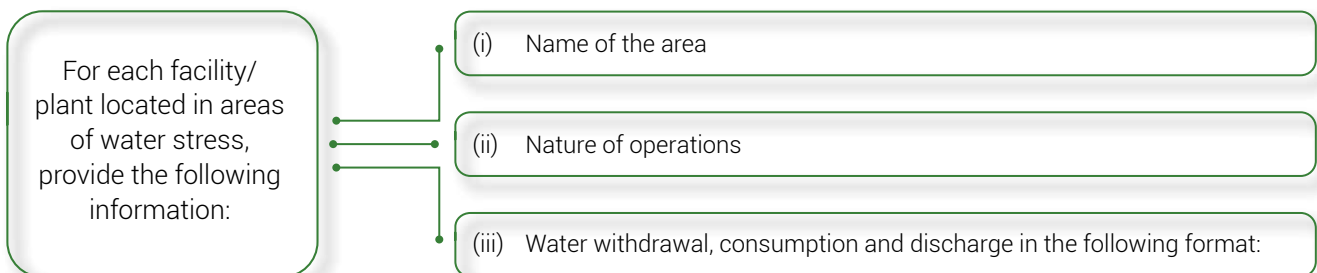 For each facility/
plant located in areas
of water stress,
provide the following
information:
(i) Name of the area
(ii) Nature of operations
(iii) Water withdrawal, consumption and discharge in the following format: